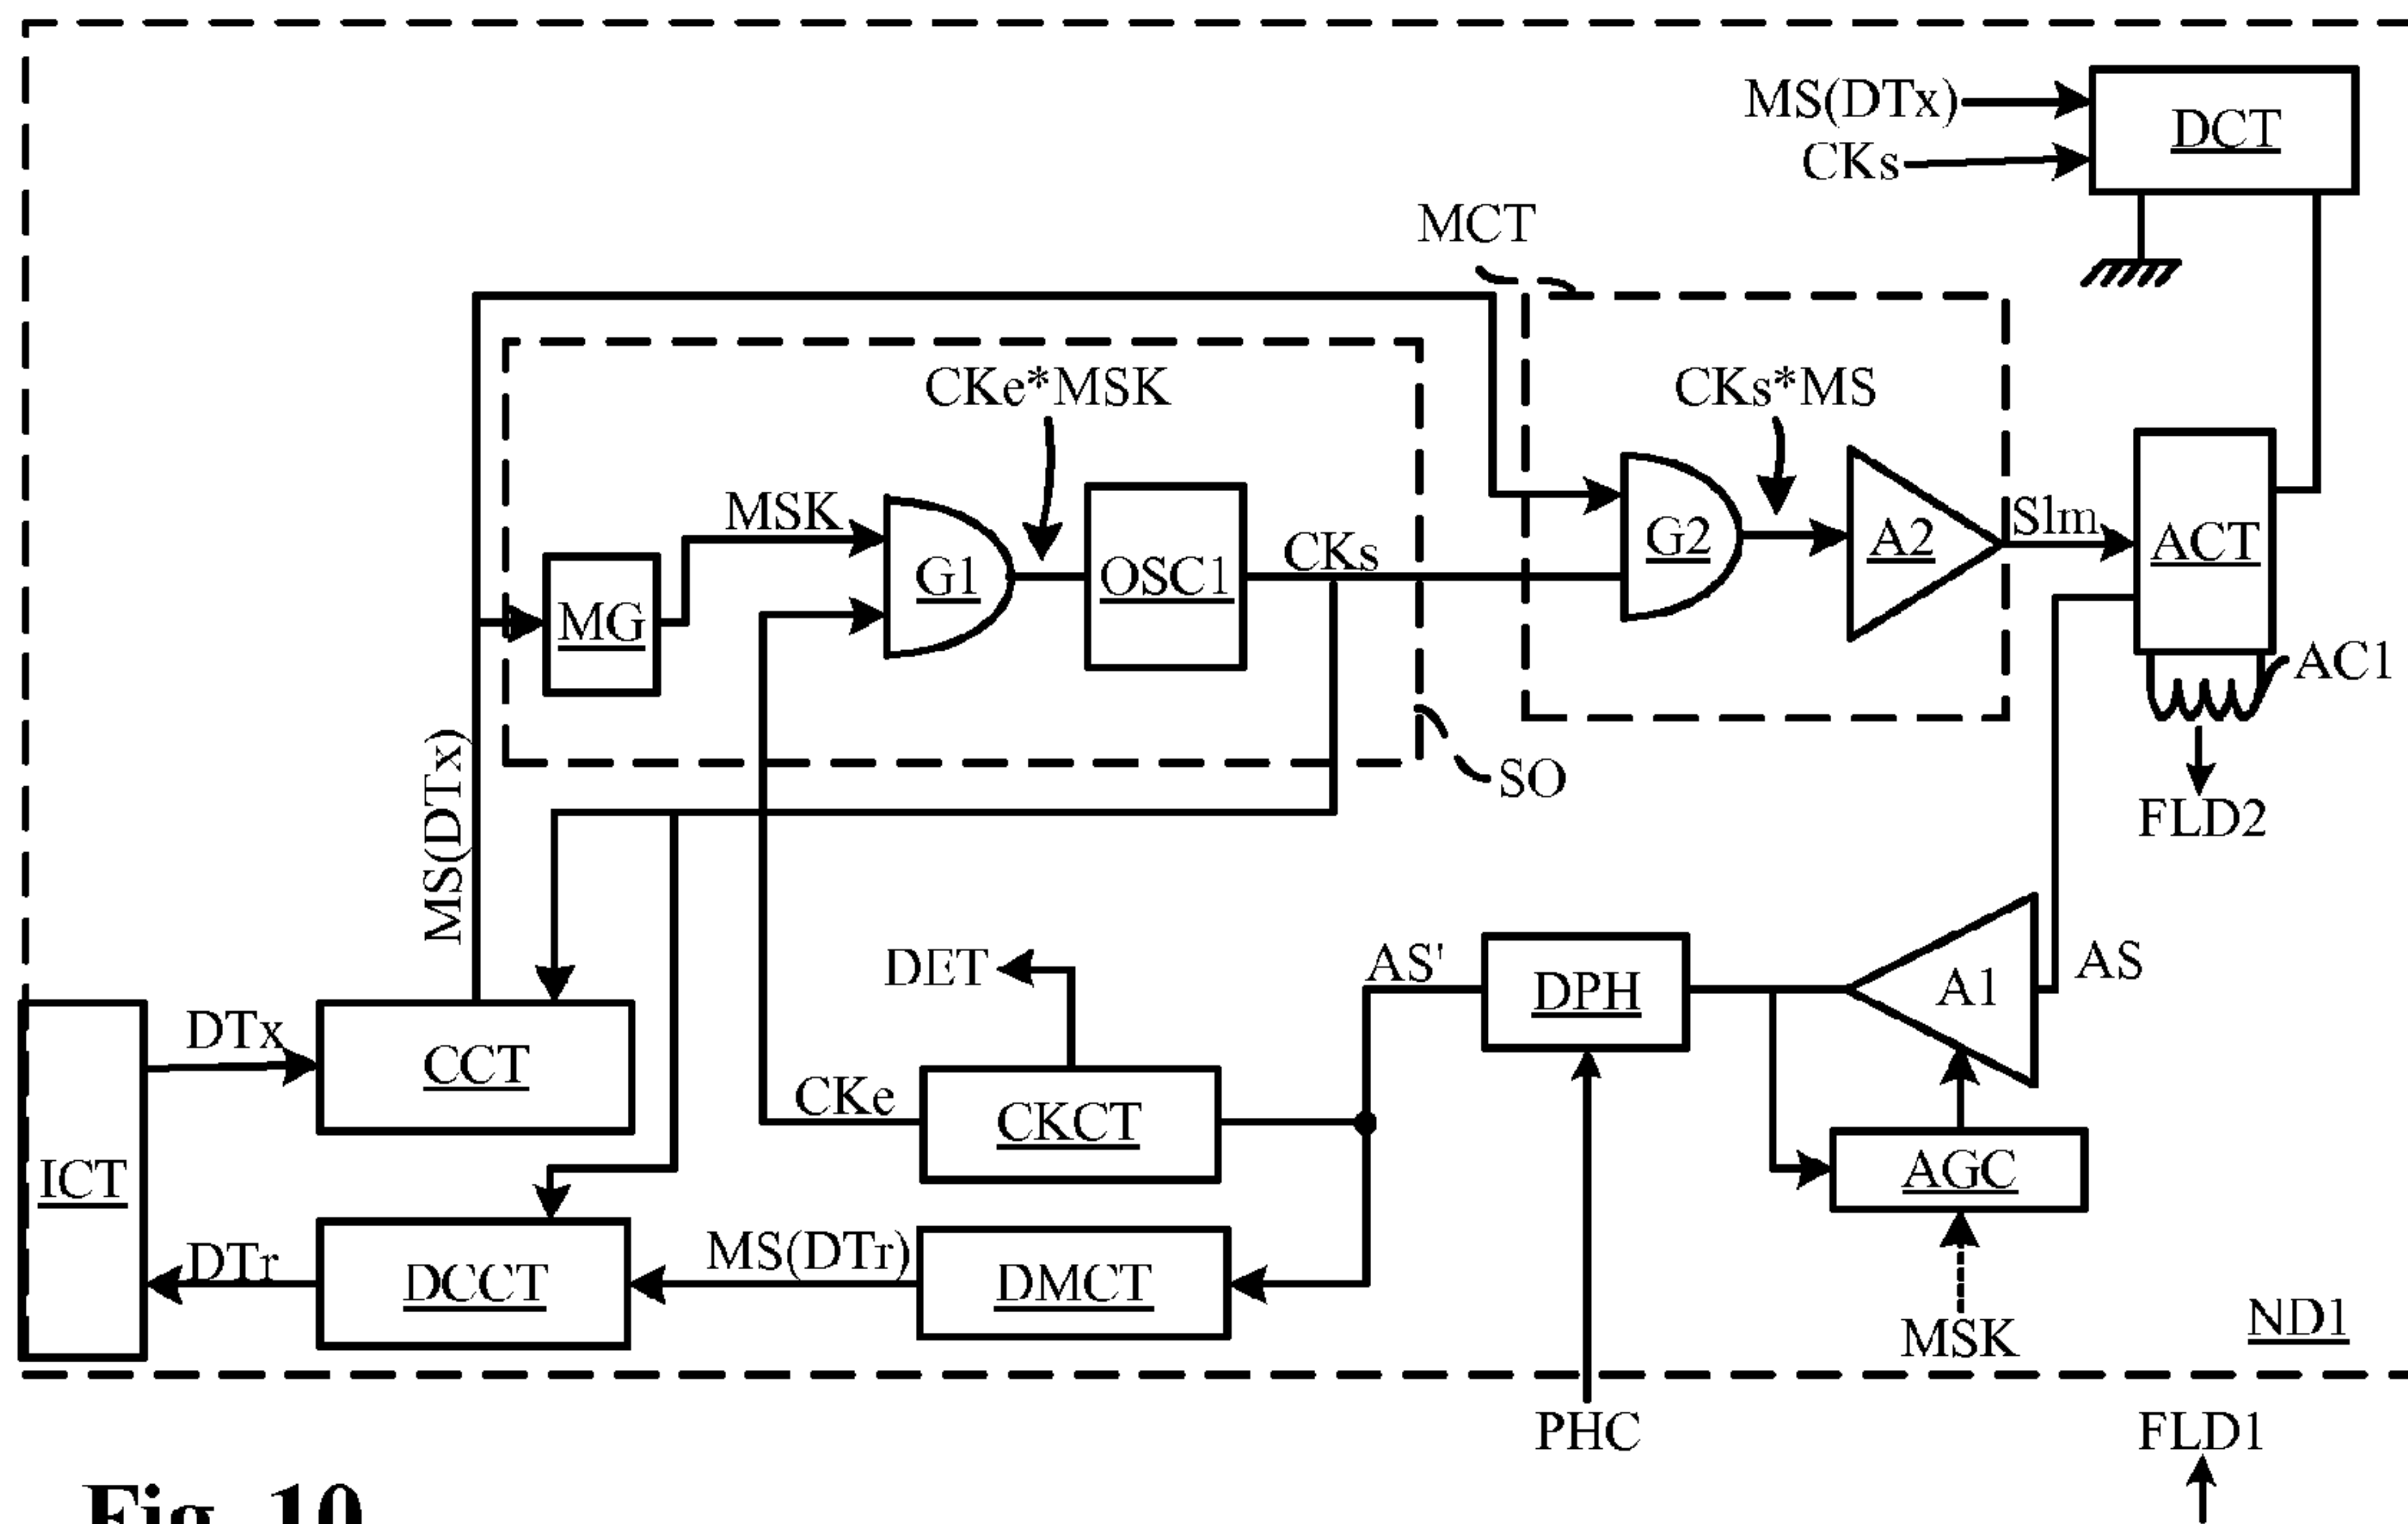 MS(DTx)
DCT
CKs
MCT
CKe*MSK
CKs*MS
MSK
G1
OSC1
CKs
G2
A2
Slm
ACT
MG
AC1
SO
FLD2
MS(DTx)
DET
AS'
DPH
A1
AS
DTx
CCT
CKe
CKCT
AGC
ICT
DTr
DCCT
MS(DTr)
DMCT
MSK
ND1
PHC
FLD1
Fig. 10